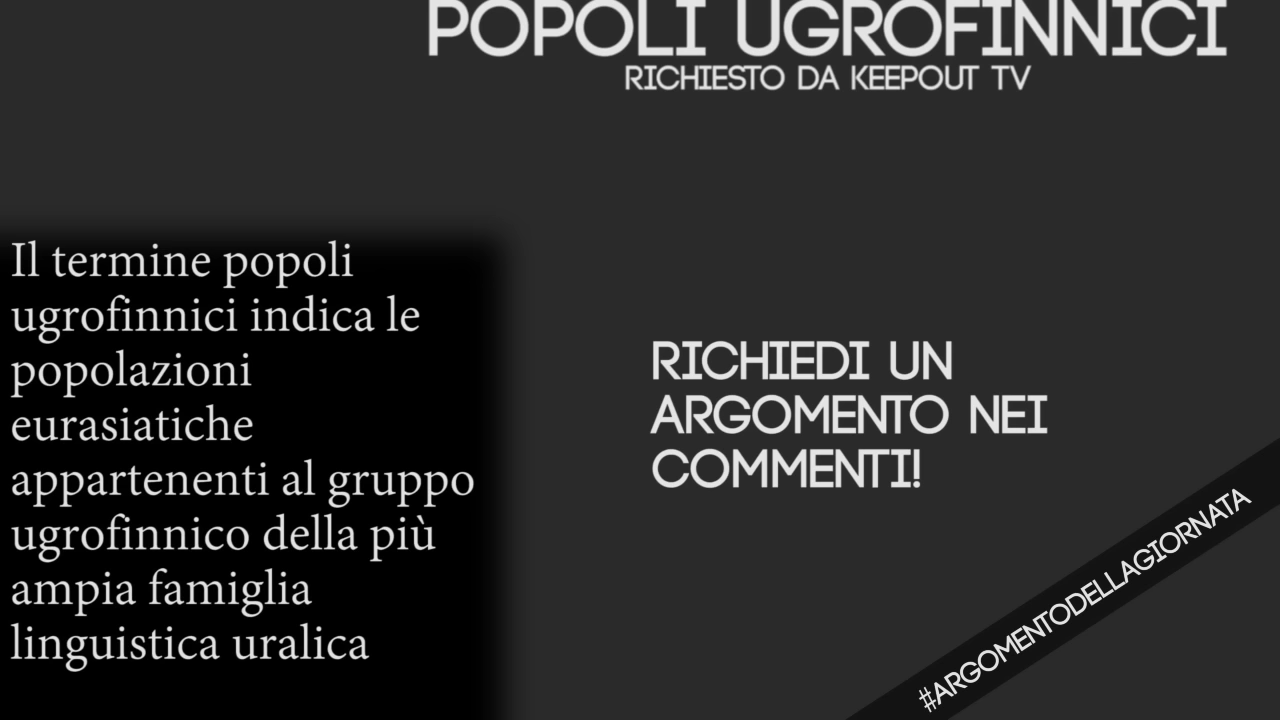 POPOLI UGROFINNICI
RICHIESTO DA KEEPOUT TV
Il termine popoli
ugrofinnici indica le
popolazioni
eurasiatiche
appartenenti al gruppo
ugrofinnico della più
ampia famiglia
linguistica uralica
RICHIEDI UN
ARGOMENTO NEI
COMMENTI!
#ARGOMENTODELLAGIORNATA